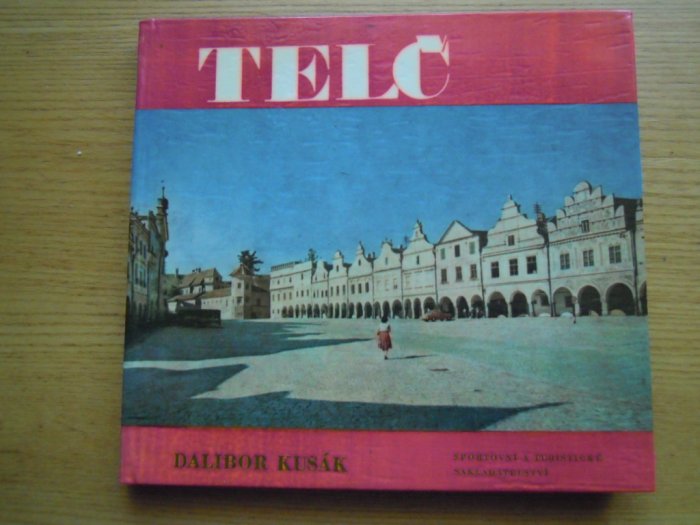 TELČ
DALIBOR KUSÁK
SPORTOVNÍ A TURISTICKÉ
NAKLADATELSTVÍ